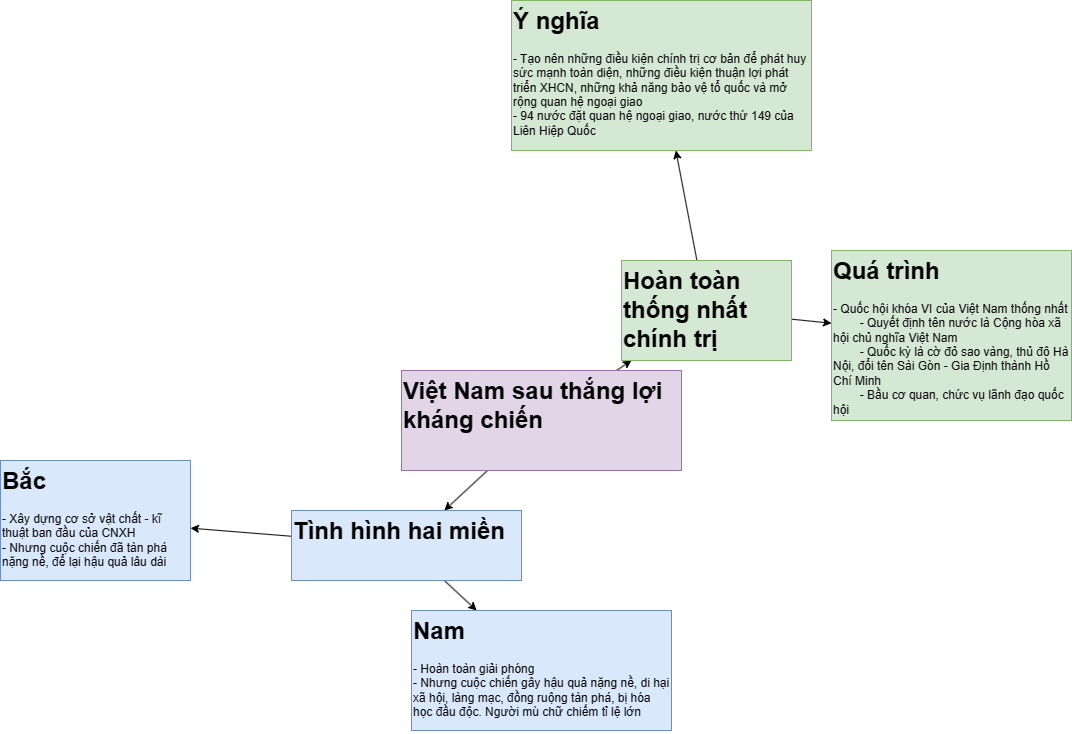 Ý nghĩa
- Tạo nên những điều kiện chính trị cơ bản để phát huy
sức mạnh toàn diện, những điều kiện thuận lợi phát
triển XHCN, những khả năng bảo vệ tổ quốc và mở
rộng quan hệ ngoại giao
- 94 nước đặt quan hệ ngoại giao, nước thứ 149 của
Liên Hiệp Quốc
Hoàn toàn
thống nhất
chính trị
Quá trình
- Quốc hội khóa VI của Việt Nam thống nhất
- Quyết định tên nước là Cộng hòa xã
hội chủ nghĩa Việt Nam
- Quốc kỳ là cờ đỏ sao vàng, thủ đô Hà
Nội, đổi tên Sài Gòn - Gia Định thành Hồ
Chí Minh
- Bầu cơ quan, chức vụ lãnh đạo quốc
hội
Việt Nam sau thắng lợi
kháng chiến
Tình hình hai miền
Bắc
- Xây dựng cơ sở vật chất - kĩ
thuật ban đầu của CNXH
- Nhưng cuộc chiến đã tàn phá
nặng nề, để lại hậu quả lâu dài
Nam
- Hoàn toàn giải phóng
- Nhưng cuộc chiến gây hậu quả nặng nề, di hại
xã hội, làng mạc, đồng ruộng tàn phá, bị hóa
học đầu độc. Người mù chữ chiếm tỉ lệ lớn